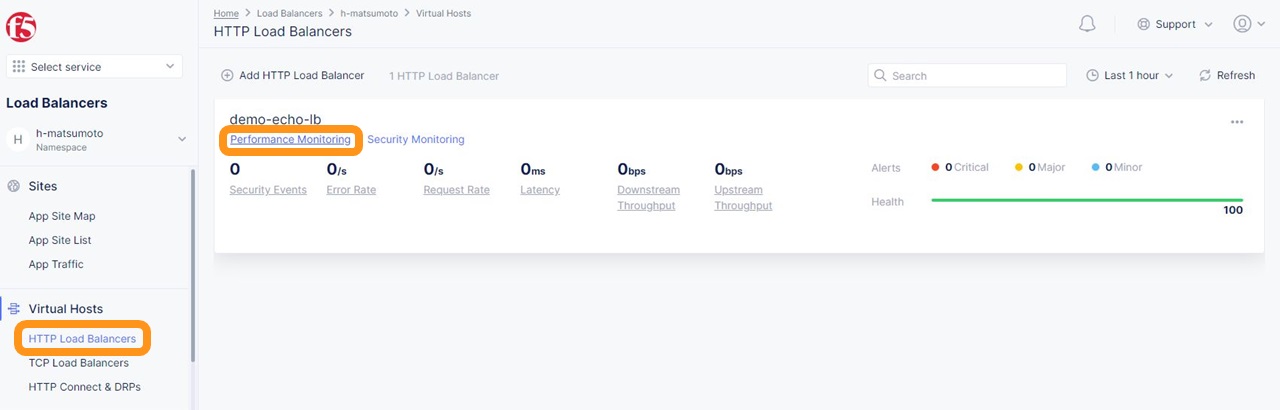 f5
Home > Load Balancers > h-matsumoto > Virtual Hosts
HTTP Load Balancers
Support
Select service
Load Balancers
H
h-matsumoto
Namespace
Sites
App Site Map
App Site List
App Traffic
Virtual Hosts
HTTP Load Balancers
TCP Load Balancers
HTTP Connect & DRPs
Add HTTP Load Balancer 1 HTTP Load Balancer Search Last 1 hour Refresh
demo-echo-lb
Performance Monitoring Security Monitoring
0 0/s 0/s 0ms 0bps 0bps
Security Events Error Rate Request Rate Latency Downstream Throughput Upstream Throughput
Alerts 0 Critical 0 Major 0 Minor
Health
100